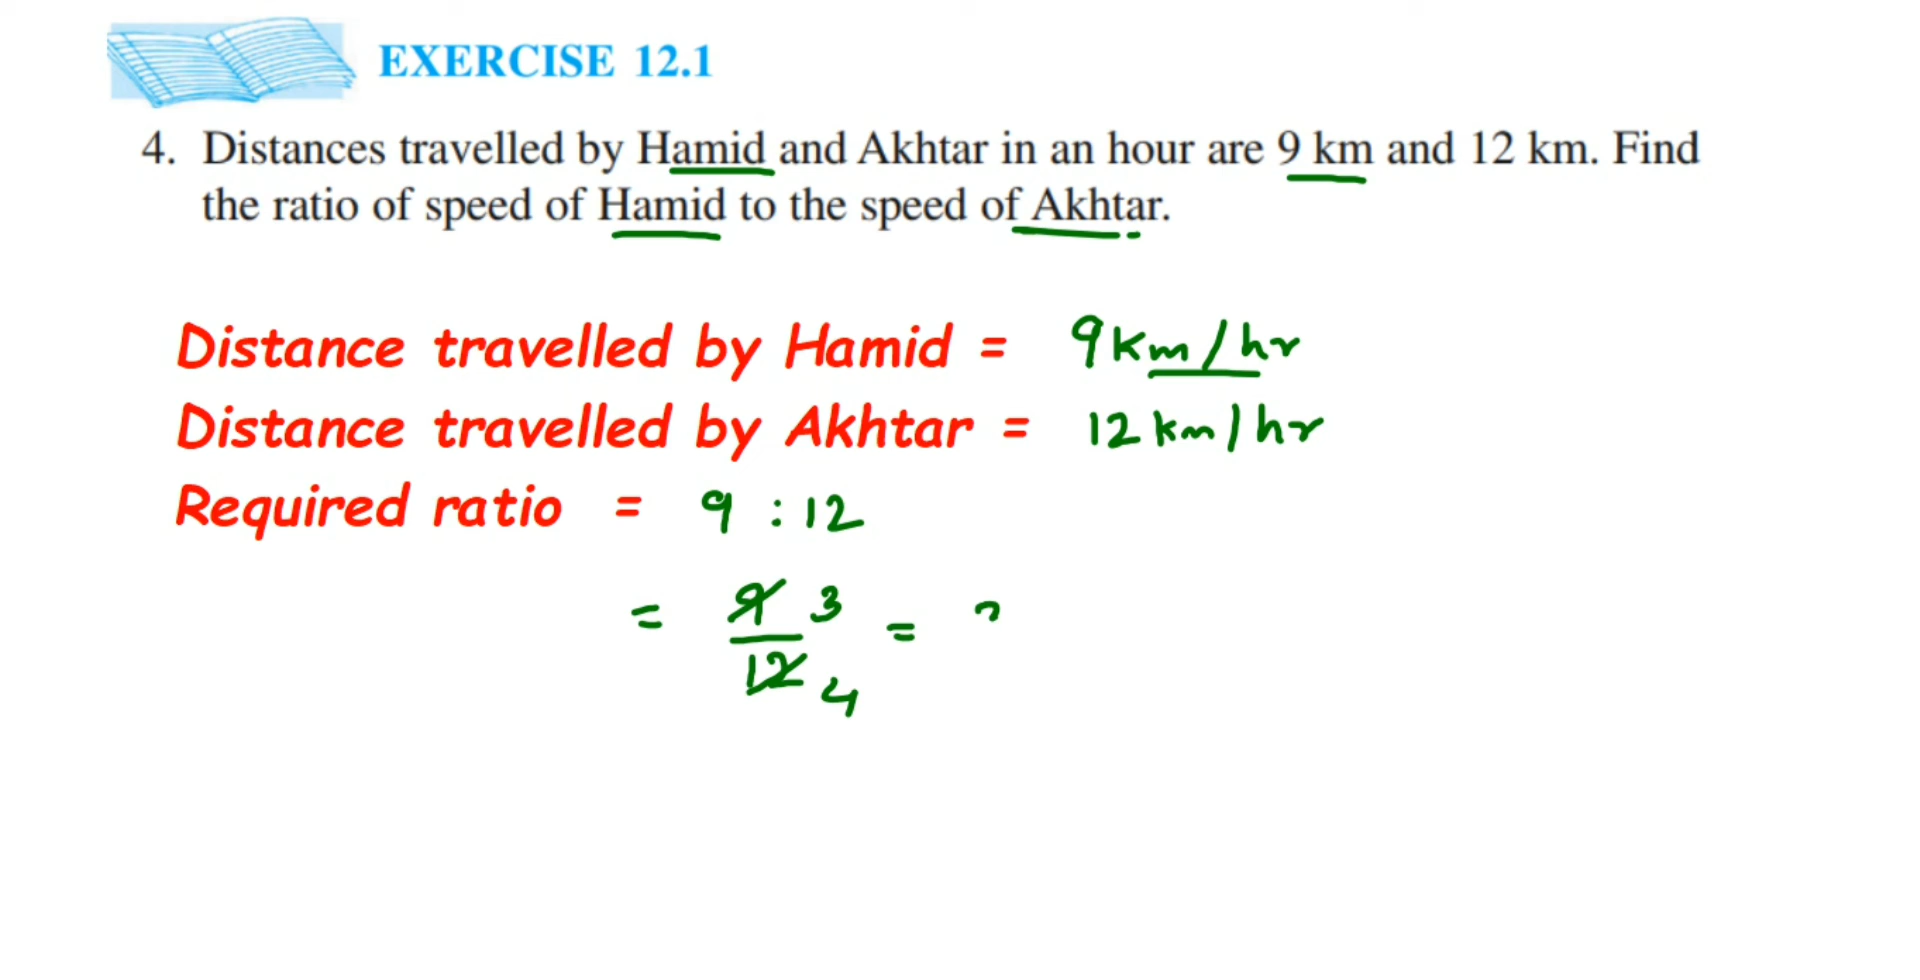 EXERCISE 12.1
4. Distances travelled by Hamid and Akhtar in an hour are 9 km and 12 km. Find
the ratio of speed of Hamid to the speed of Akhtar.
Distance travelled by Hamid = 9km/hr
Distance travelled by Akhtar = 12km/hr
Required ratio = 9 : 12
= 9 3
12 4 =